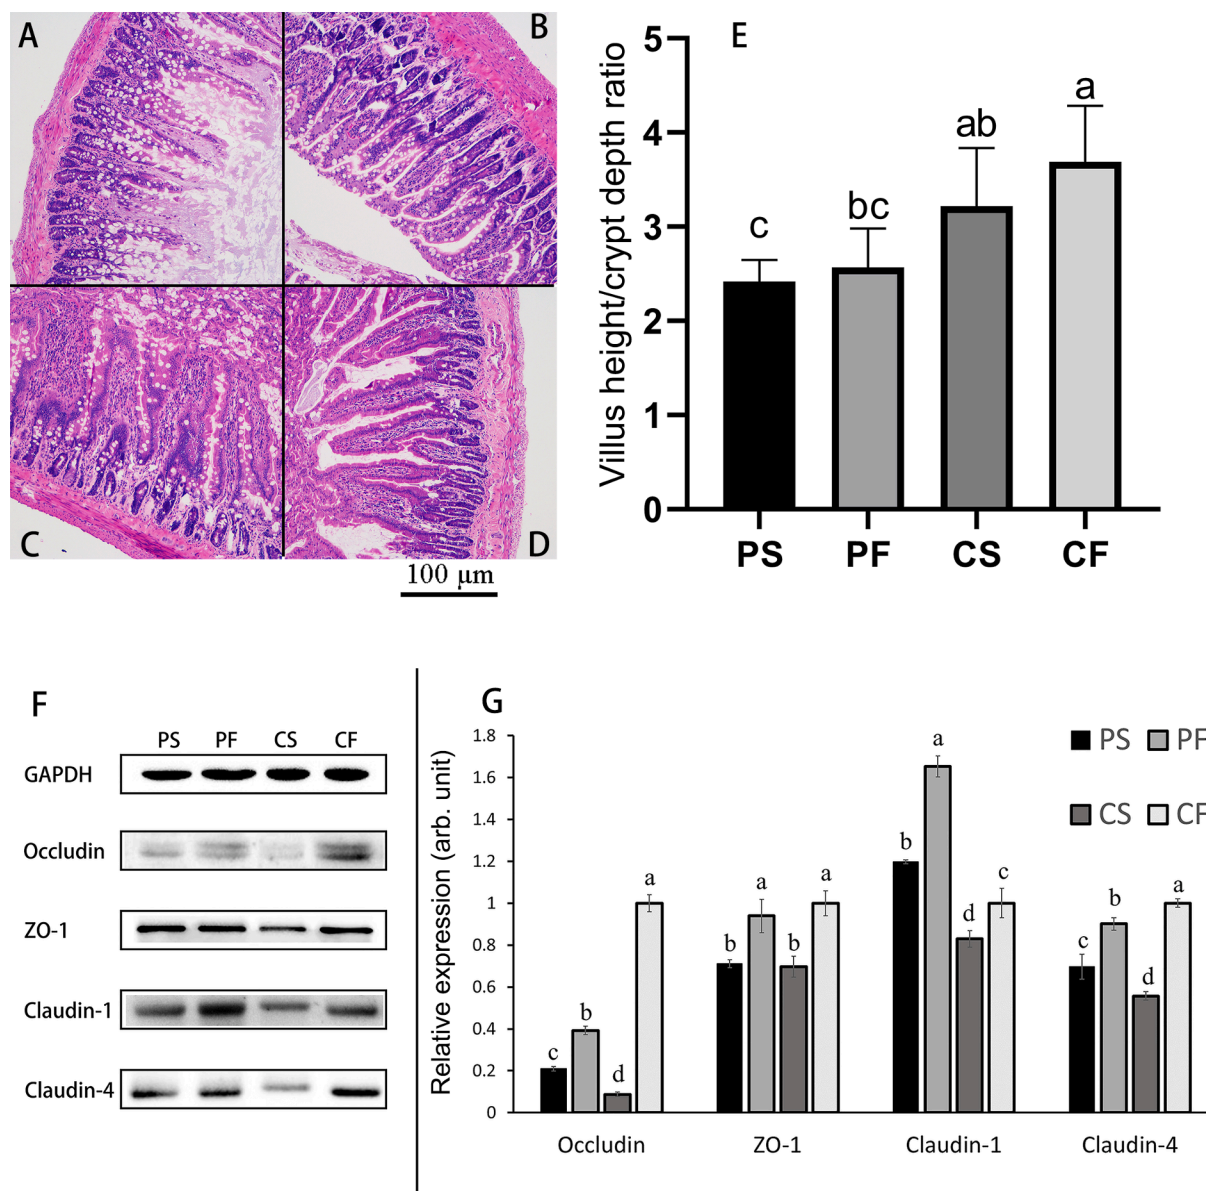 A
B
C
D
100 µm
E
Villus height/crypt depth ratio
5
4
3
2
1
0
c
bc
ab
a
PS PF CS CF
F
PS PF CS CF
GAPDH
Occludin
ZO-1
Claudin-1
Claudin-4
G
PS PF
CS CF
Relative expression (arb. unit)
1.8
1.6
1.4
1.2
1
0.8
0.6
0.4
0.2
0
c b d a
b a b a
b a d c
c b d a
Occludin ZO-1 Claudin-1 Claudin-4